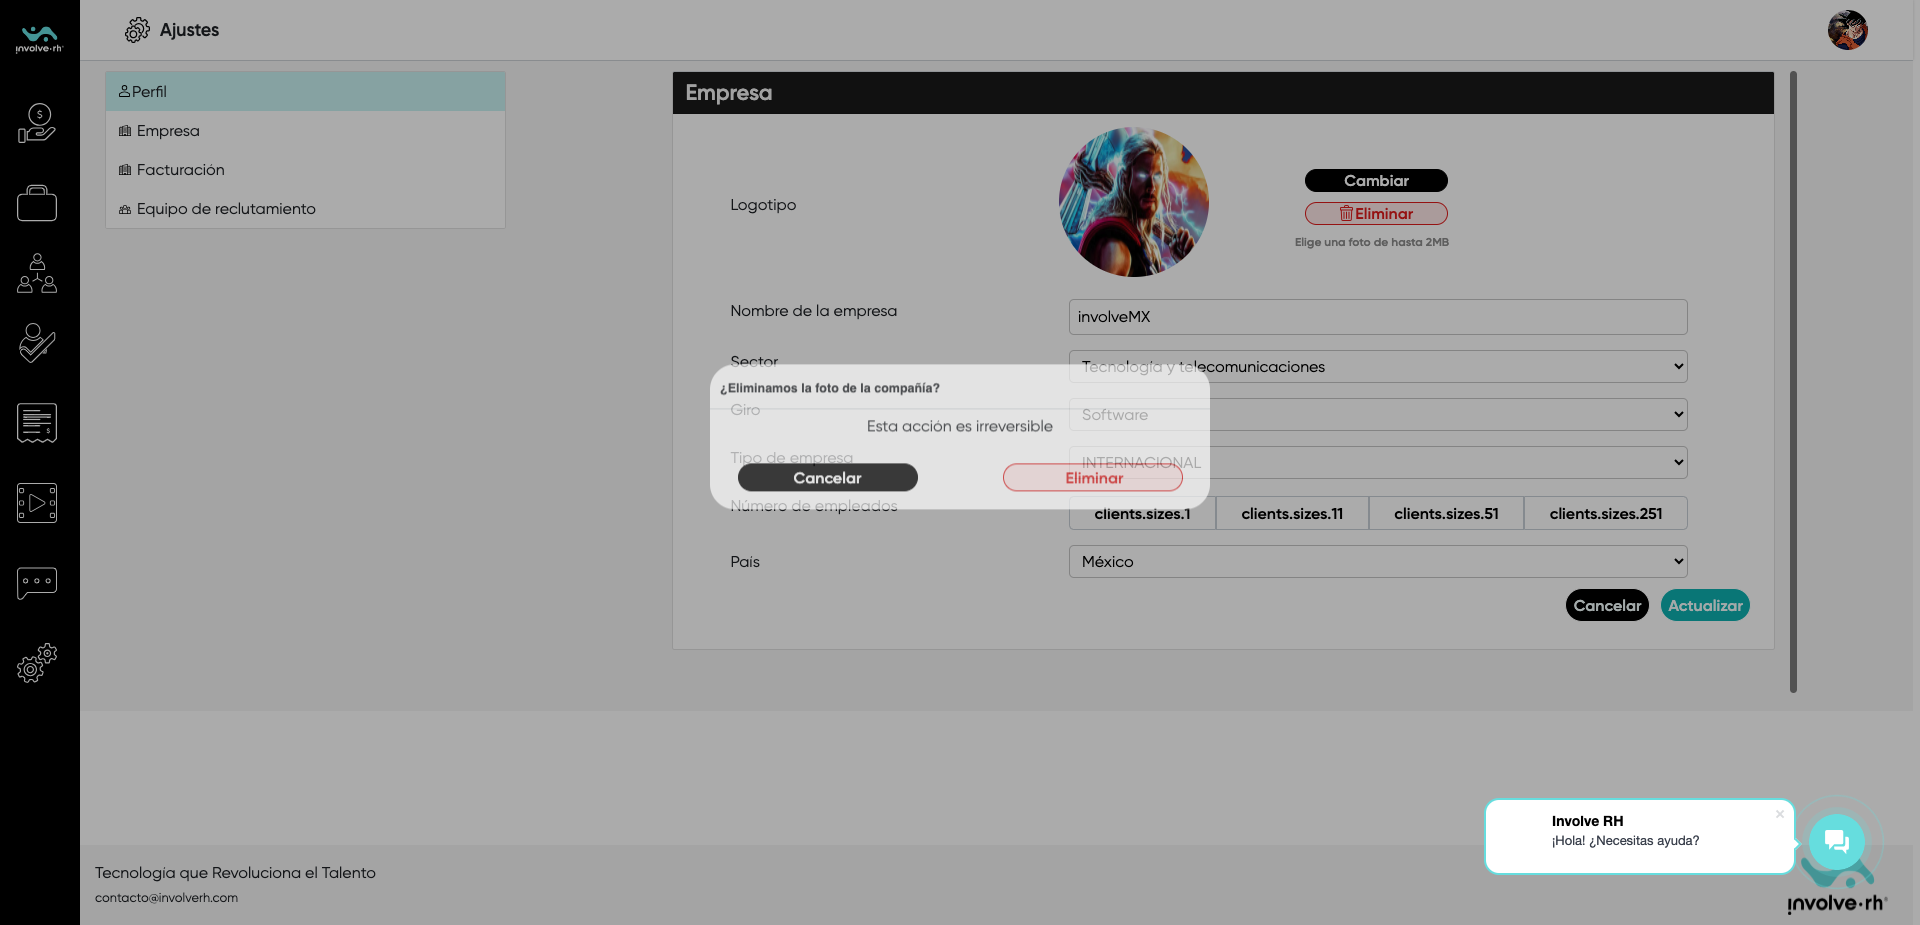 involve·rh
Ajustes
Perfil
Empresa
Facturación
Equipo de reclutamiento
Empresa
Logotipo
Cambiar
Eliminar
Elige una foto de hasta 2MB
Nombre de la empresa
involveMX
Sector
Tecnología y telecomunicaciones
¿Eliminamos la foto de la compañía?
Giro
Software
Esta acción es irreversible
Tipo de empresa
INTERNACIONAL
Cancelar
Eliminar
Número de empleados
clients.sizes.1
clients.sizes.11
clients.sizes.51
clients.sizes.251
País
México
Cancelar
Actualizar
Involve RH
¡Hola! ¿Necesitas ayuda?
Tecnología que Revoluciona el Talento
contacto@involverh.com
involve·rh